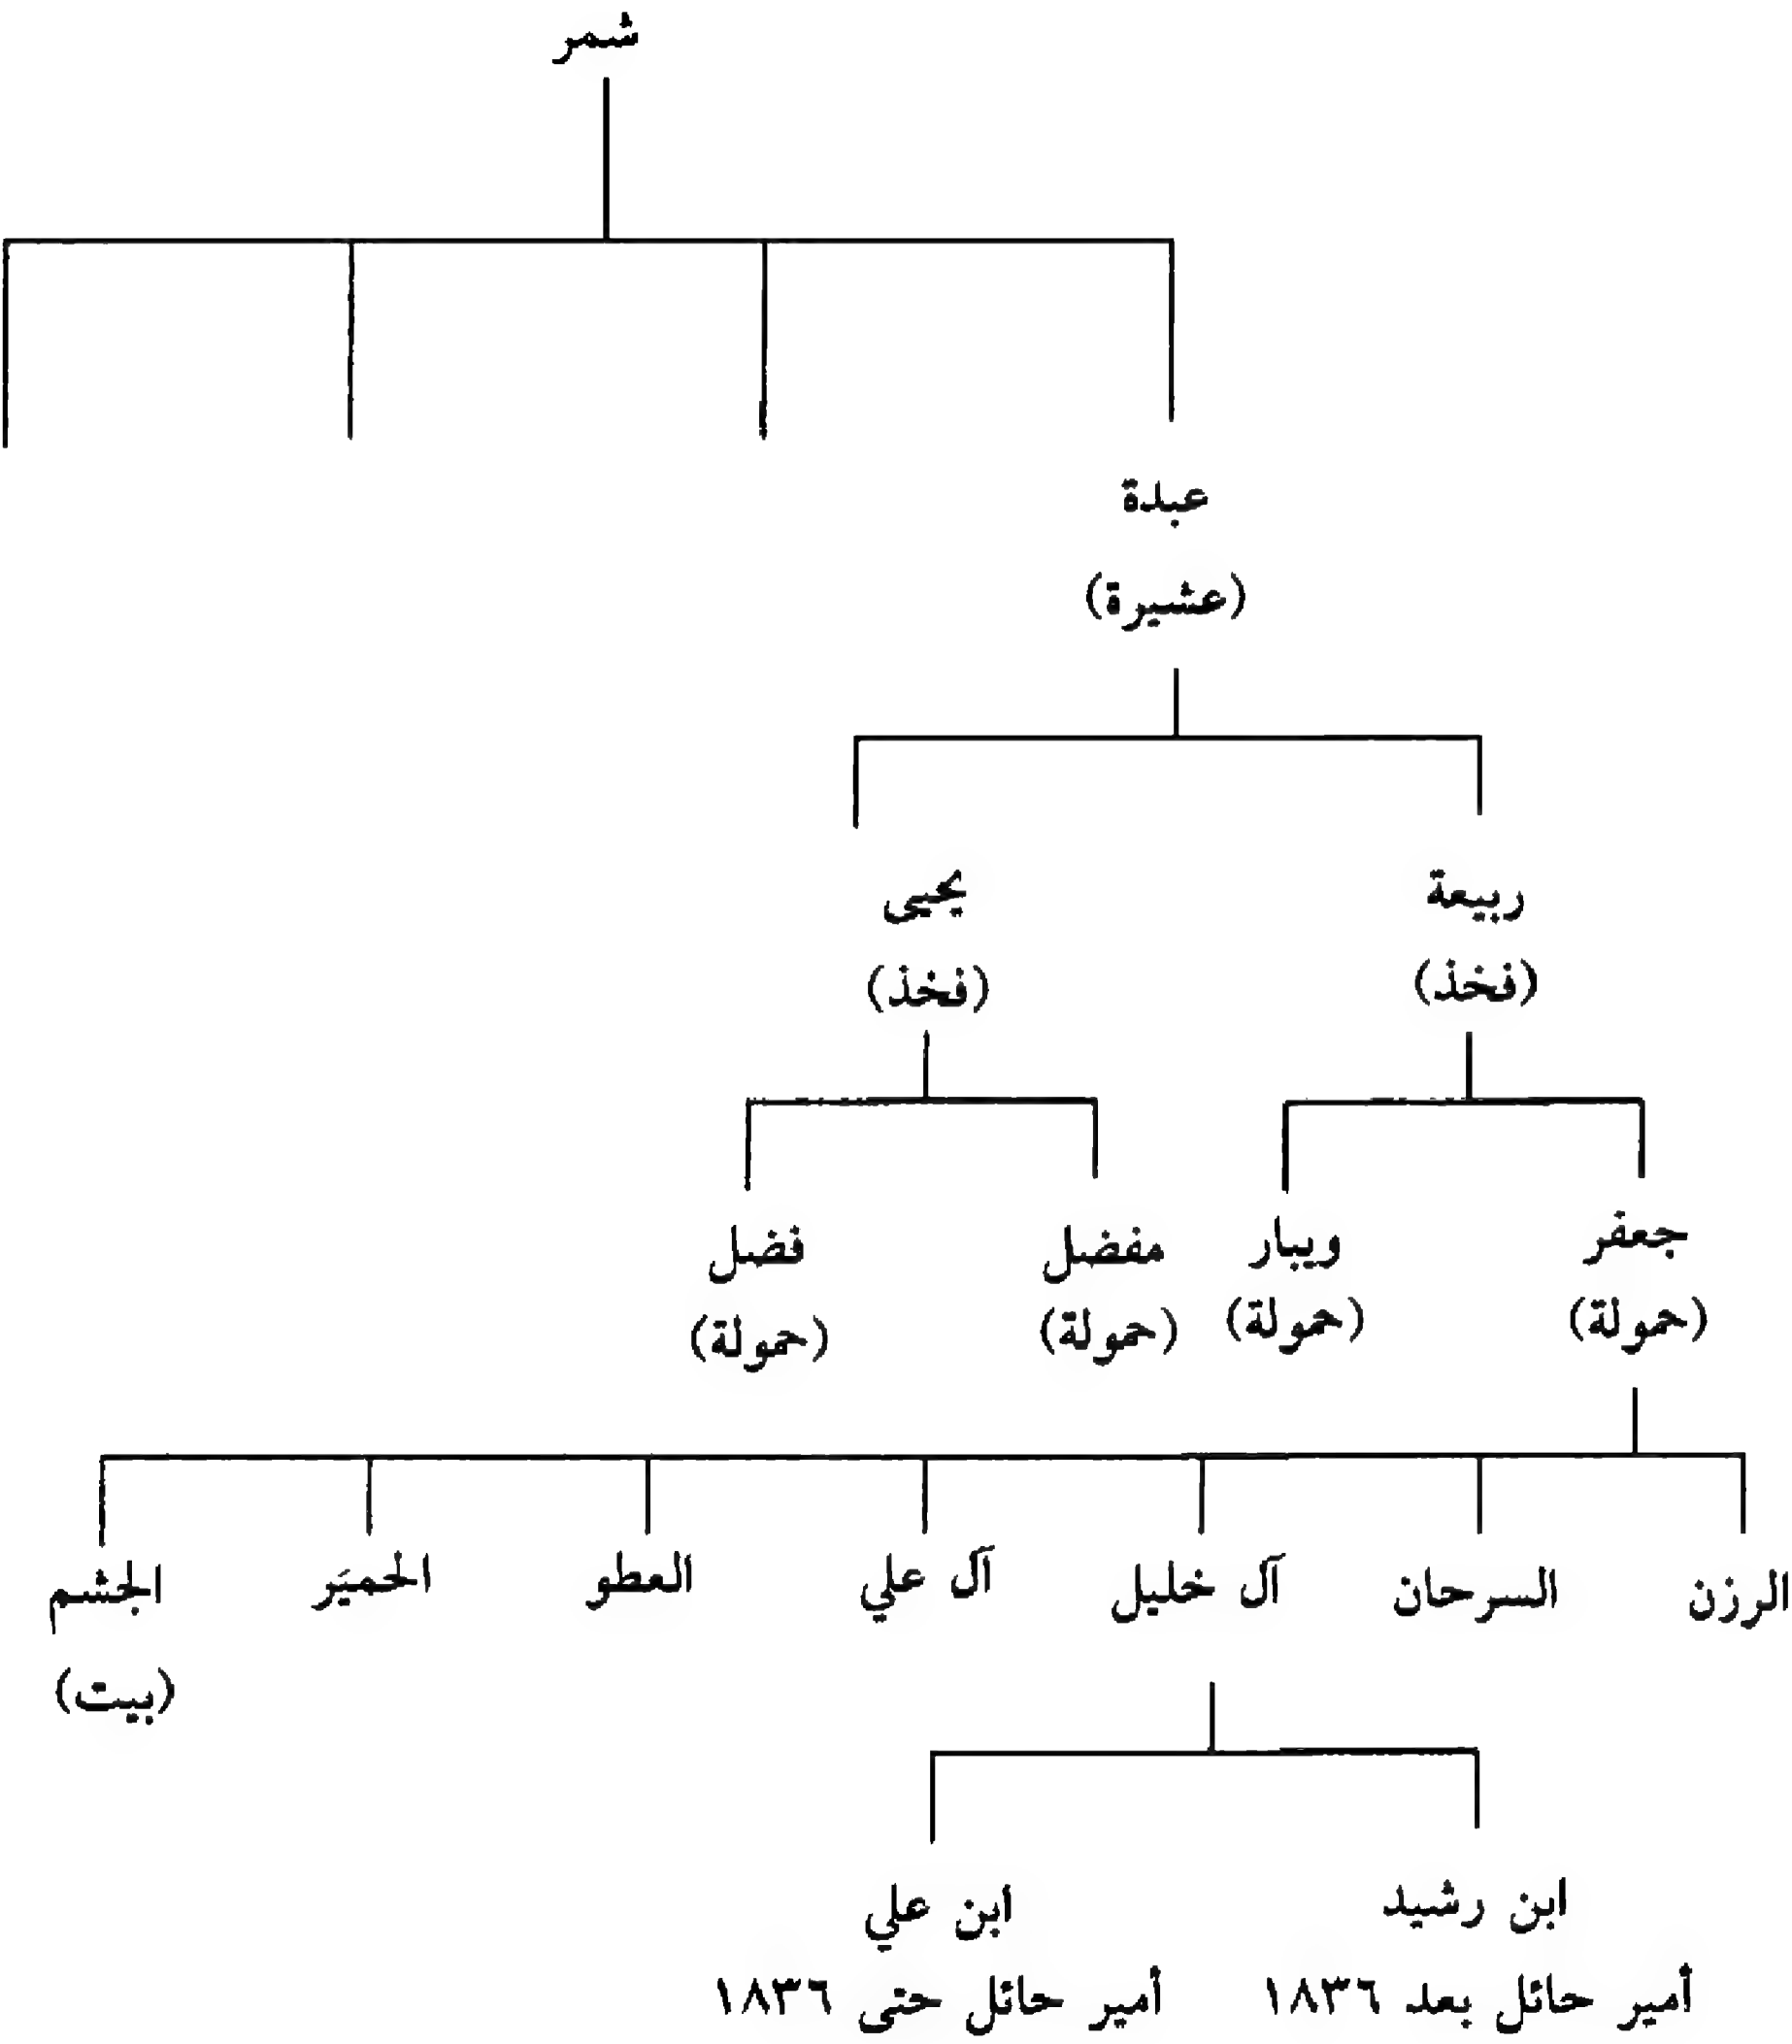 شمر
عبدة
(عشيرة)
ربيعة يحيى
(فخذ) (فخذ)
جعفر ويبار مفضل فضل
(حمولة) (حمولة) (حمولة) (حمولة)
الرزن السرحان آل خليل آل علي العطو الحميَر الجشم
(بيت)
ابن رشيد ابن علي
أمير حائل بعد ١٨٣٦ أمير حائل حتى ١٨٣٦